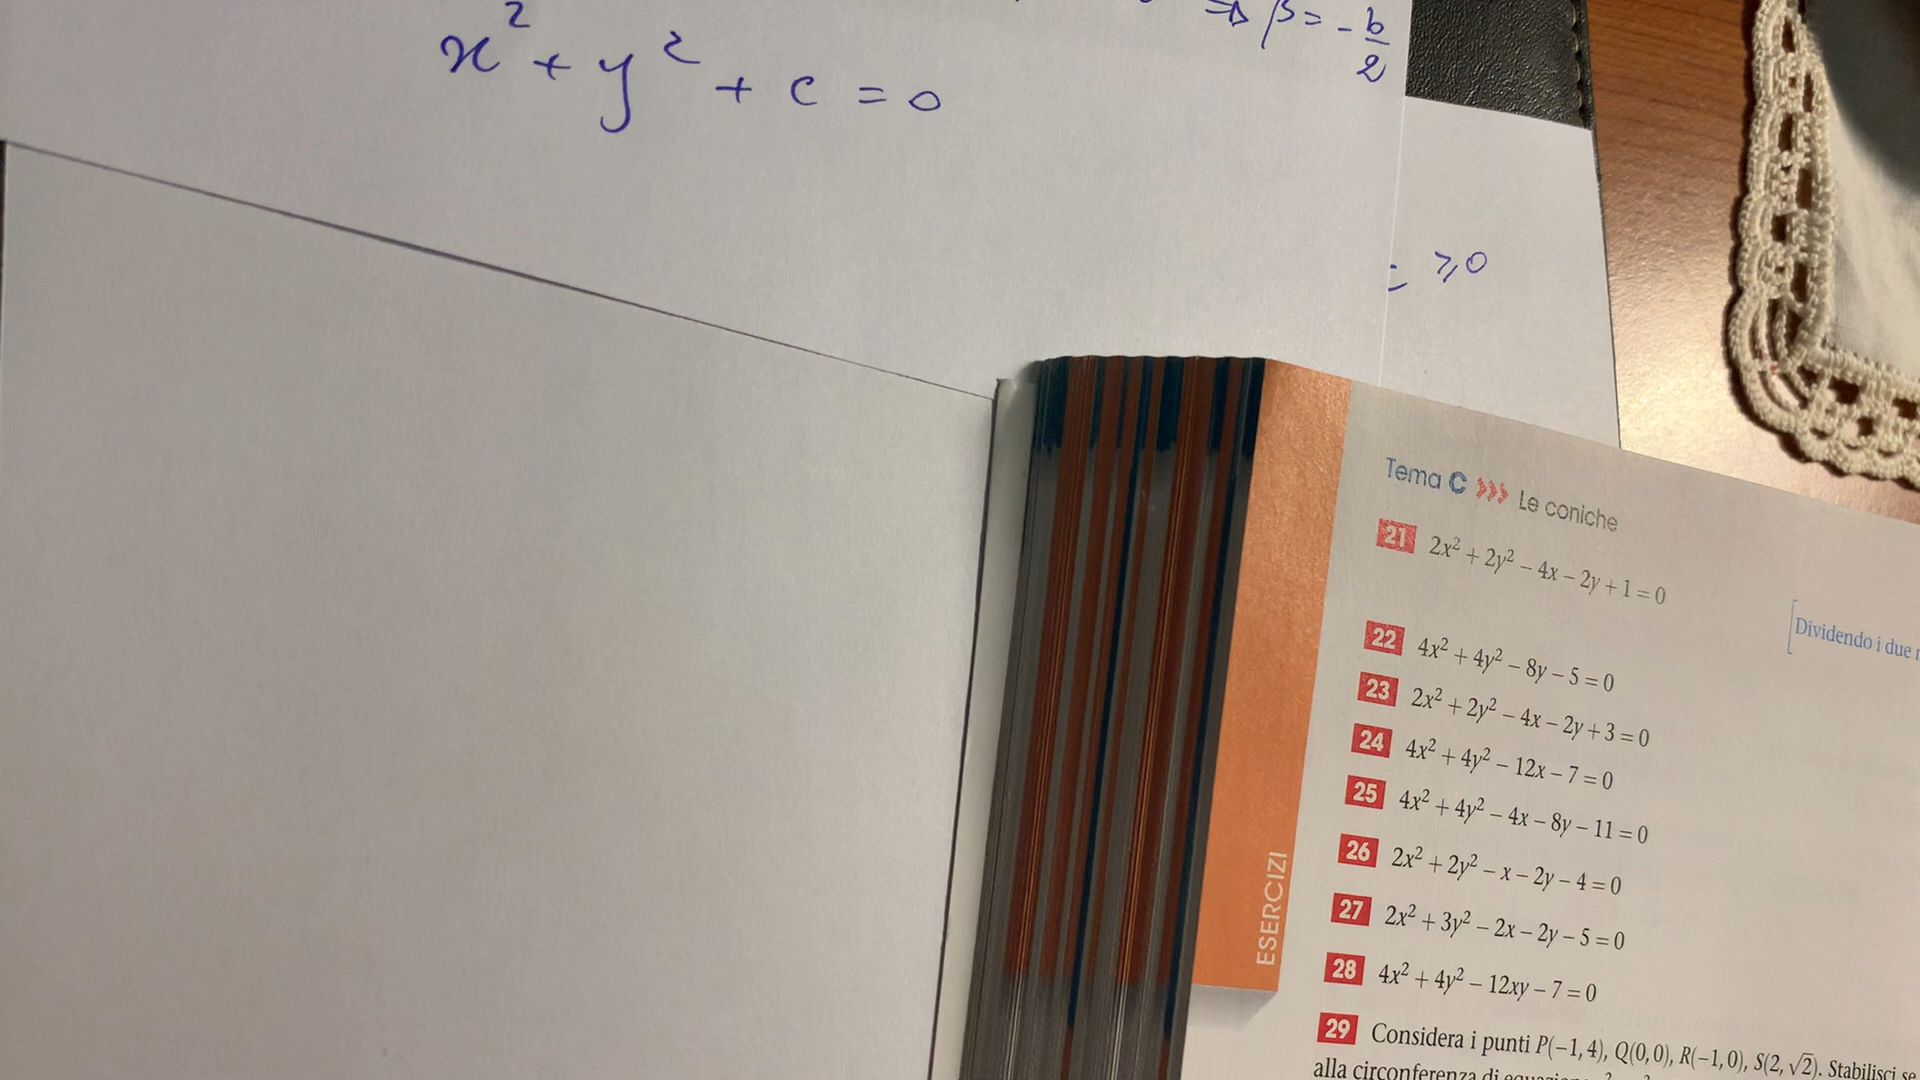 ⇒ β = -b/2
x² + y² + c = 0
≥0
Tema C >>> Le coniche
21 2x² + 2y² – 4x – 2y + 1 = 0
[Dividendo i due
22 4x² + 4y² – 8y – 5 = 0
23 2x² + 2y² – 4x – 2y + 3 = 0
24 4x² + 4y² – 12x – 7 = 0
25 4x² + 4y² – 4x – 8y – 11 = 0
26 2x² + 2y² – x – 2y – 4 = 0
27 2x² + 3y² – 2x – 2y – 5 = 0
28 4x² + 4y² – 12xy – 7 = 0
29 Considera i punti P(–1, 4), Q(0, 0), R(–1, 0), S(2, √2). Stabilisci se
alla circonferenza di
ESERCIZI